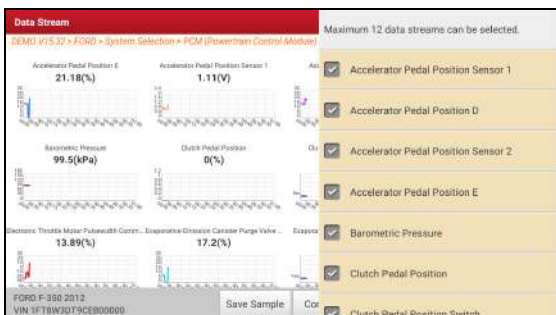 Data Stream
DEMO V15.32 > FORD > System Selection > PCM (Powertrain Control Module)
Accelerator Pedal Position E
21.18(%)
Accelerator Pedal Position Sensor 1
1.11(V)
Barometric Pressure
99.5(kPa)
Clutch Pedal Position
0(%)
Electronic Throttle Motor Pulsewidth Comm...
13.89(%)
Evaporative Emission Canister Purge Valve ...
17.2(%)
FORD F-350 2012
VIN 1FT8W3DT9CEB00000
Save Sample
Maximum 12 data streams can be selected.
Accelerator Pedal Position Sensor 1
Accelerator Pedal Position D
Accelerator Pedal Position Sensor 2
Accelerator Pedal Position E
Barometric Pressure
Clutch Pedal Position
Clutch Pedal Position Switch